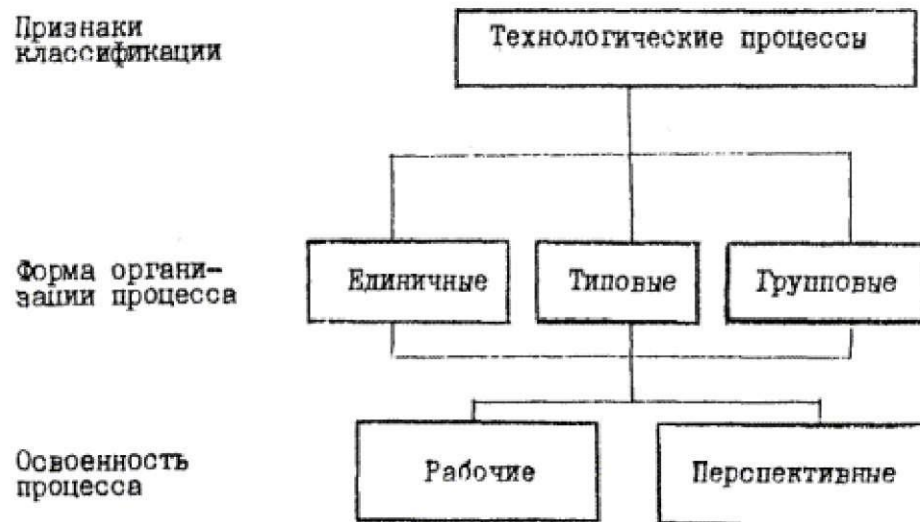 Признаки
классификации
Технологические процессы
Форма органи-
зации процесса
Единичные
Типовые
Групповые
Освоенность
процесса
Рабочие
Перспективные